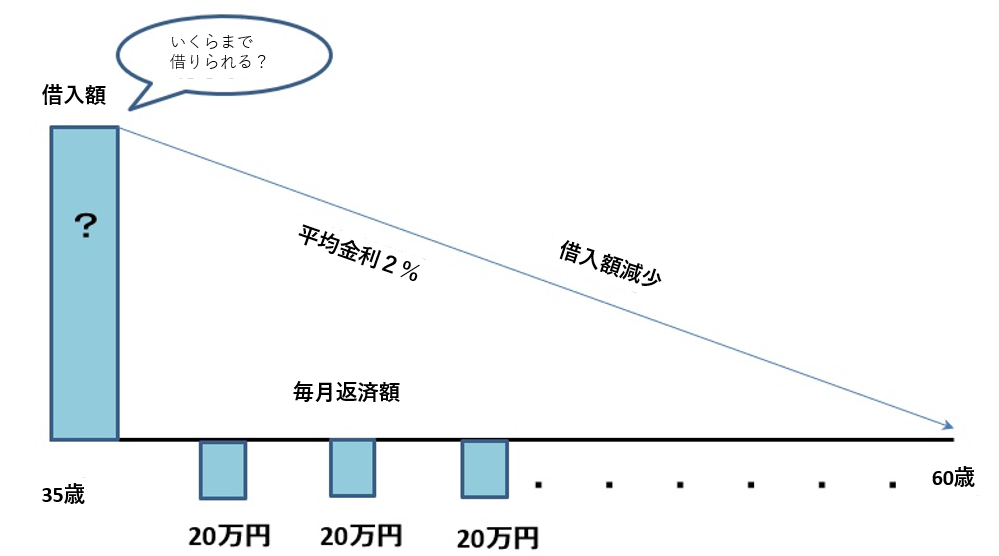 いくらまで
借りられる？
借入額
？
平均金利２％
借入額減少
毎月返済額
35歳
60歳
20万円
20万円
20万円